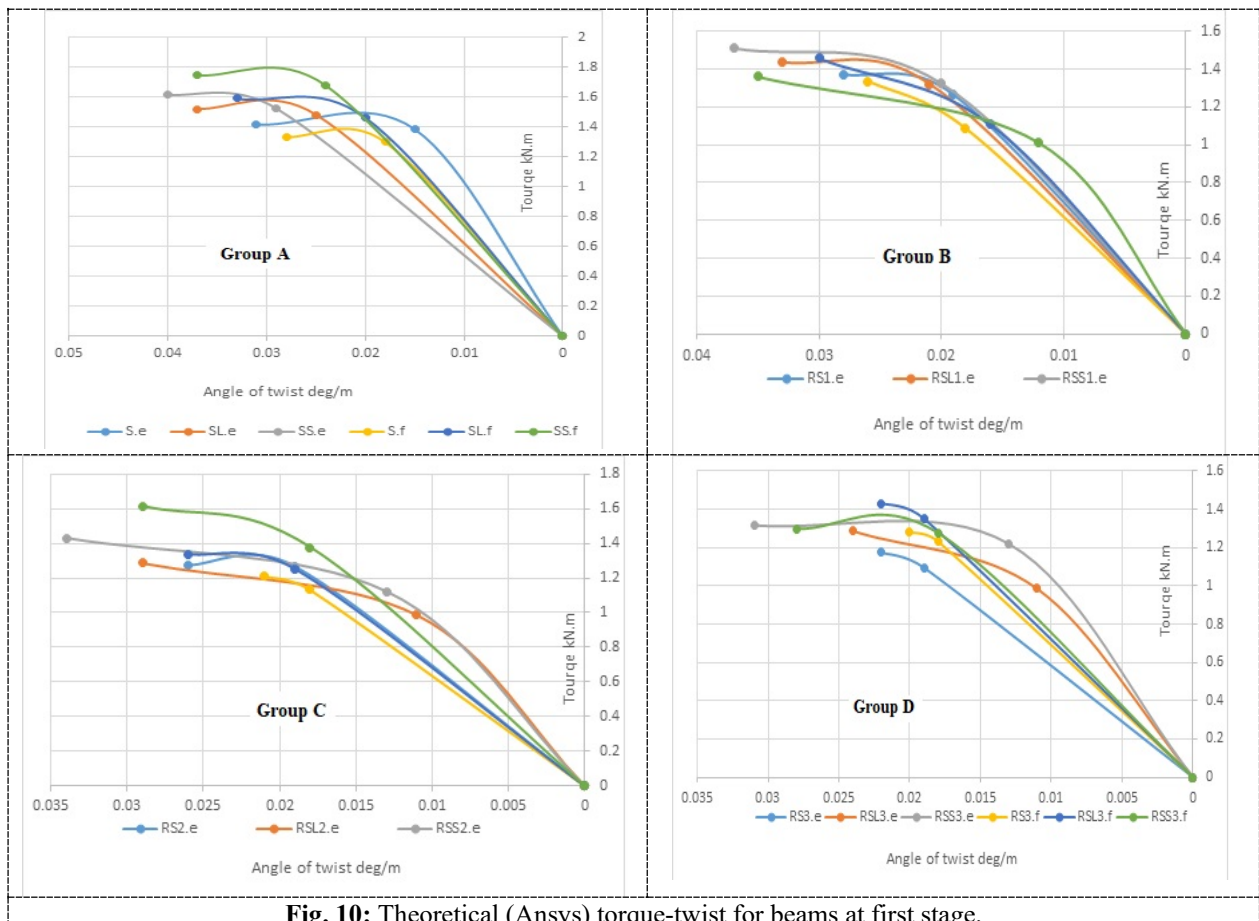 2
1.8
1.6
1.4
1.2
1
0.8
0.6
0.4
0.2
0
Tourqe kN.m
Group A
0.05 0.04 0.03 0.02 0.01 0
Angle of twist deg/m
S.e SL.e SS.e S.f SL.f SS.f
1.6
1.4
1.2
1
0.8
0.6
0.4
0.2
0
Tourqe kN.m
Group B
0.04 0.03 0.02 0.01 0
RS1.e RSL1.e RSS1.e
Angle of twist deg/m
1.8
1.6
1.4
1.2
1
0.8
0.6
0.4
0.2
0
Tourqe kN.m
Group C
0.035 0.03 0.025 0.02 0.015 0.01 0.005 0
RS2.e RSL2.e RSS2.e
Angle of twist deg/m
1.6
1.4
1.2
1
0.8
0.6
0.4
0.2
0
Tourqe kN.m
Group D
0.035 0.03 0.025 0.02 0.015 0.01 0.005 0
RS3.e RSL3.e RSS3.e RS3.f RSL3.f RSS3.f
Angle of twist deg/m
Fig. 10: Theoretical (Ansys) torque-twist for beams at first stage.